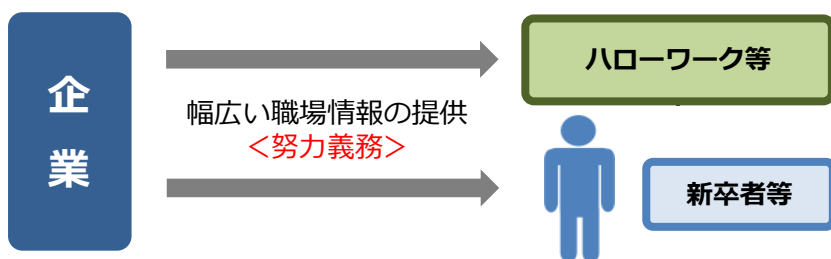 企業
ハローワーク等
幅広い職場情報の提供
＜努力義務＞
新卒者等